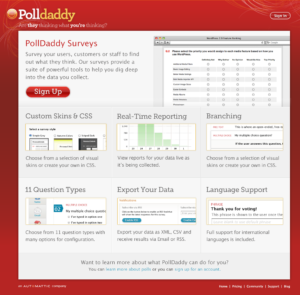 Polldaddy
Are they thinking what you're thinking?
Sign In
PollDaddy Surveys
Survey your users, customers or staff to find
out what they think. Our surveys provide a
suite of powerful tools to help you dig deep
into the data you collect.
Sign Up
Custom Skins & CSS
Real-Time Reporting
Branching
Select a survey style
Choose from a selection of visual
skins or create your own in CSS.
View reports for your data live as
it's being collected.
Choose from a selection of visual
skins or create your own in CSS.
11 Question Types
Export Your Data
Language Support
No multiple choice
Thank you for voting!
Choose from 11 question types with
many options for configuration.
Export your data as XML, CSV and
receive results via Email or RSS.
Full support for international
languages is included.
Want to learn more about what PollDaddy can do for you?
You can learn more about polls or you can sign up for an account
Home | Pricing | Community | Support | Blog